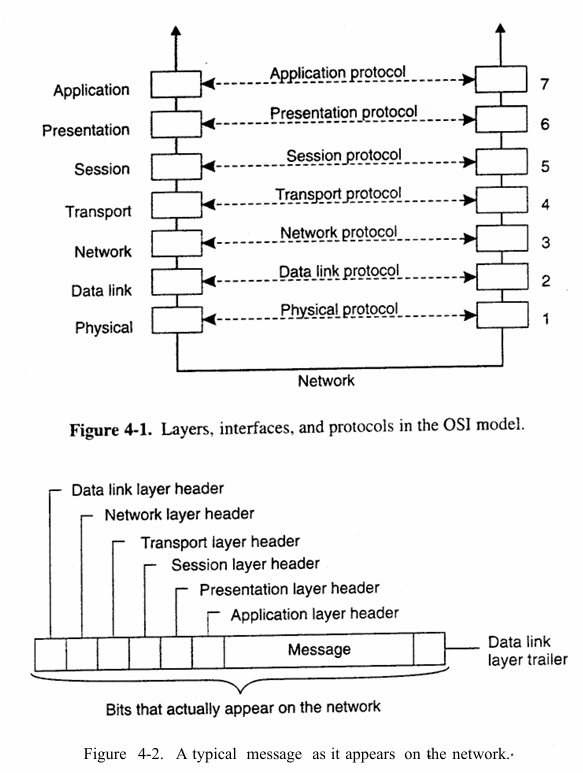 Application
Application protocol
7
Presentation
Presentation protocol
6
Session
Session protocol
5
Transport
Transport protocol
4
Network
Network protocol
3
Data link
Data link protocol
2
Physical
Physical protocol
1
Network
Figure 4-1. Layers, interfaces, and protocols in the OSI model.
Data link layer header
Network layer header
Transport layer header
Session layer header
Presentation layer header
Application layer header
Message
Data link
layer trailer
Bits that actually appear on the network
Figure 4-2. A typical message as it appears on the network.